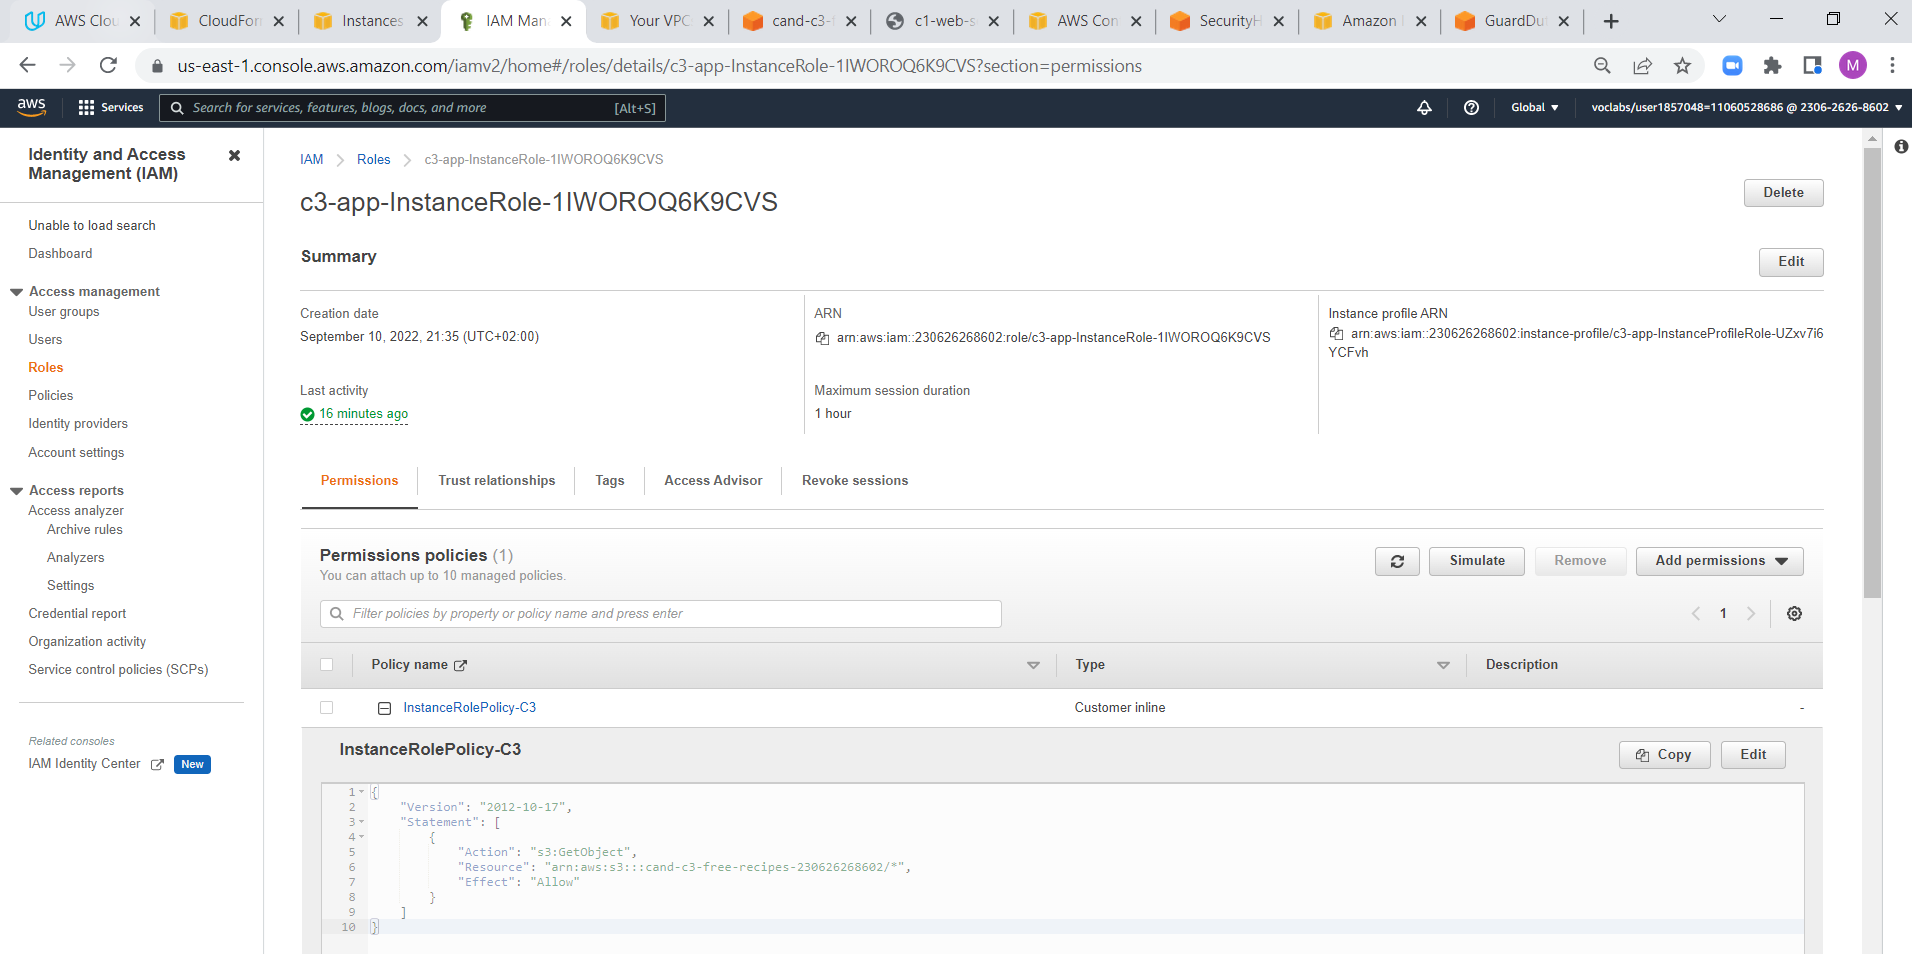 AWS Clou
CloudFor
Instances
IAM Man
Your VPC
cand-c3-f
c1-web-s
AWS Con
SecurityH
Amazon
GuardDut
us-east-1.console.aws.amazon.com/iamv2/home#/roles/details/c3-app-InstanceRole-1IWOROQ6K9CVS?section=permissions
M
aws
Services
Search for services, features, blogs, docs, and more
[Alt+S]
Global
voclabs/user1857048=11060528686 @ 2306-2626-8602
Identity and Access
Management (IAM)
Unable to load search
Dashboard
Access management
User groups
Users
Roles
Policies
Identity providers
Account settings
Access reports
Access analyzer
Archive rules
Analyzers
Settings
Credential report
Organization activity
Service control policies (SCPs)
Related consoles
IAM Identity Center
New
IAM
Roles
c3-app-InstanceRole-1IWOROQ6K9CVS
c3-app-InstanceRole-1IWOROQ6K9CVS
Delete
Summary
Edit
Creation date
September 10, 2022, 21:35 (UTC+02:00)
ARN
arn:aws:iam::230626268602:role/c3-app-InstanceRole-1IWOROQ6K9CVS
Instance profile ARN
arn:aws:iam::230626268602:instance-profile/c3-app-InstanceProfileRole-UZxv7i6
YCFvh
Last activity
16 minutes ago
Maximum session duration
1 hour
Permissions
Trust relationships
Tags
Access Advisor
Revoke sessions
Permissions policies (1)
You can attach up to 10 managed policies.
Simulate
Remove
Add permissions
Filter policies by property or policy name and press enter
1
Policy name
Type
Description
InstanceRolePolicy-C3
Customer inline
-
InstanceRolePolicy-C3
Copy
Edit
1 {
2 "Version": "2012-10-17",
3 "Statement": [
4 {
5 "Action": "s3:GetObject",
6 "Resource": "arn:aws:s3:::cand-c3-free-recipes-230626268602/*",
7 "Effect": "Allow"
8 }
9 ]
10 }